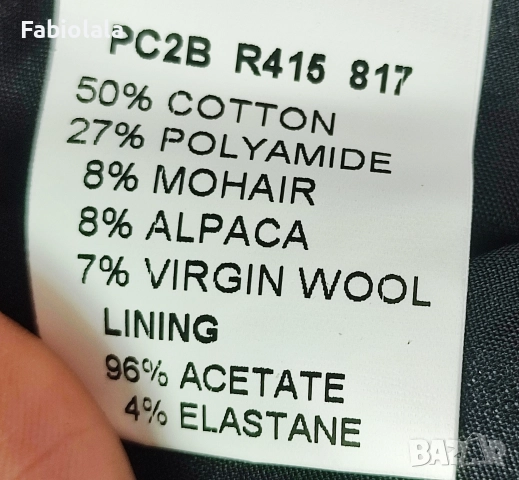 Fabiolala
PC2B R415 817
50% COTTON
27% POLYAMIDE
8% MOHAIR
8% ALPACA
7% VIRGIN WOOL
LINING
96% ACETATE
4% ELASTANE
BAZAR